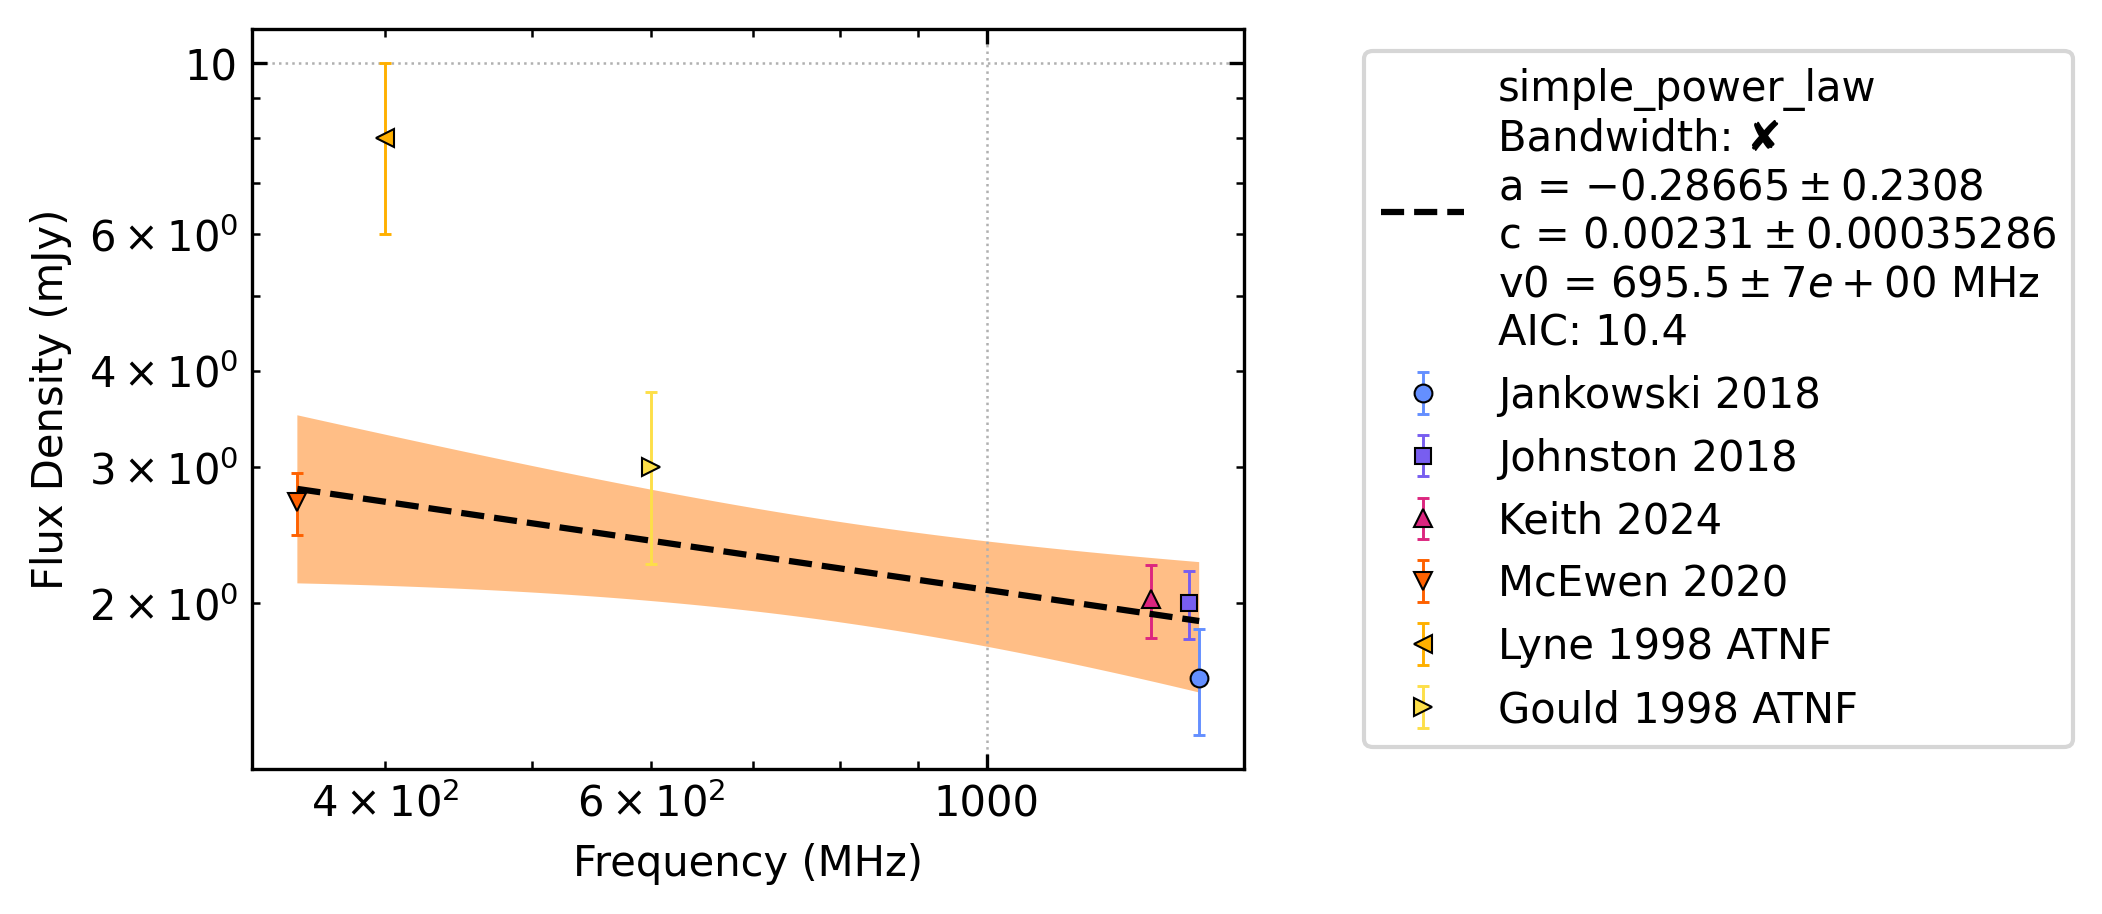 10
6 × 10⁰
4 × 10⁰
3 × 10⁰
2 × 10⁰
Flux Density (mJy)
4 × 10²
6 × 10²
1000
Frequency (MHz)
simple_power_law
Bandwidth: ✘
a = −0.28665 ± 0.2308
c = 0.00231 ± 0.00035286
v0 = 695.5 ± 7e + 00 MHz
AIC: 10.4
Jankowski 2018
Johnston 2018
Keith 2024
McEwen 2020
Lyne 1998 ATNF
Gould 1998 ATNF